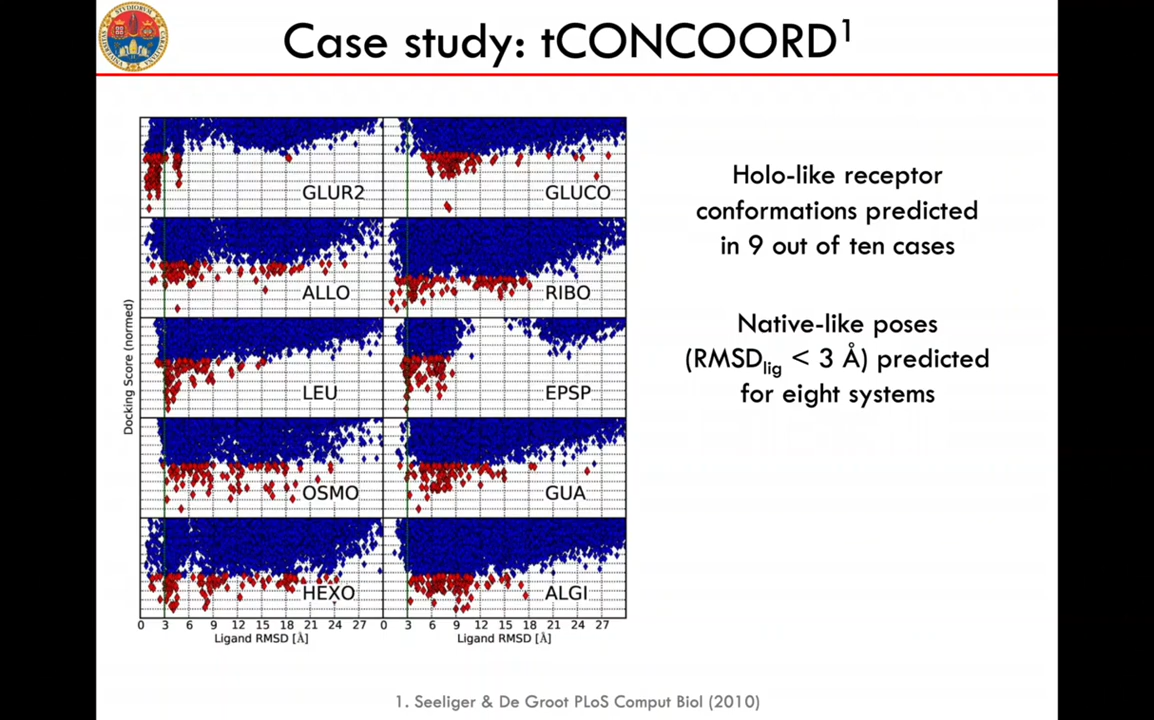 Case study: tCONCOORD1
GLUR2
GLUCO
ALLO
RIBO
LEU
EPSP
OSMO
GUA
HEXO
ALGI
Docking Score (normed)
0 3 6 9 12 15 18 21 24 27 0 3 6 9 12 15 18 21 24 27
Ligand RMSD [Å] Ligand RMSD [Å]
Holo-like receptor
conformations predicted
in 9 out of ten cases
Native-like poses
(RMSDlig < 3 Å) predicted
for eight systems
1. Seeliger & De Groot PLoS Comput Biol (2010)